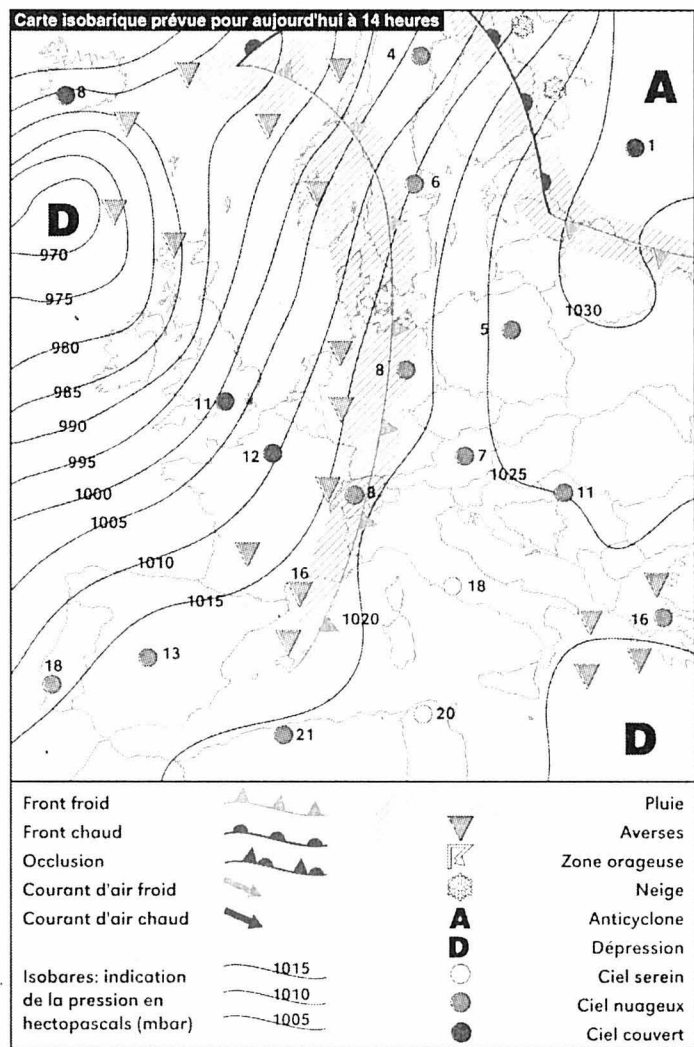 Carte isobarique prévue pour aujourd'hui à 14 heures
4
8
A
1
6
D
970
975
1030
980
5
985
8
11
990
12
7
995
1025
1000
8
11
1005
1010
16
18
1015
1020
16
13
18
20
21
D
Front froid
Pluie
Front chaud
Averses
Occlusion
Zone orageuse
Courant d'air froid
Neige
Courant d'air chaud
A
Anticyclone
D
Dépression
Isobares: indication
1015
Ciel serein
de la pression en
1010
Ciel nuageux
hectopascals (mbar)
1005
Ciel couvert